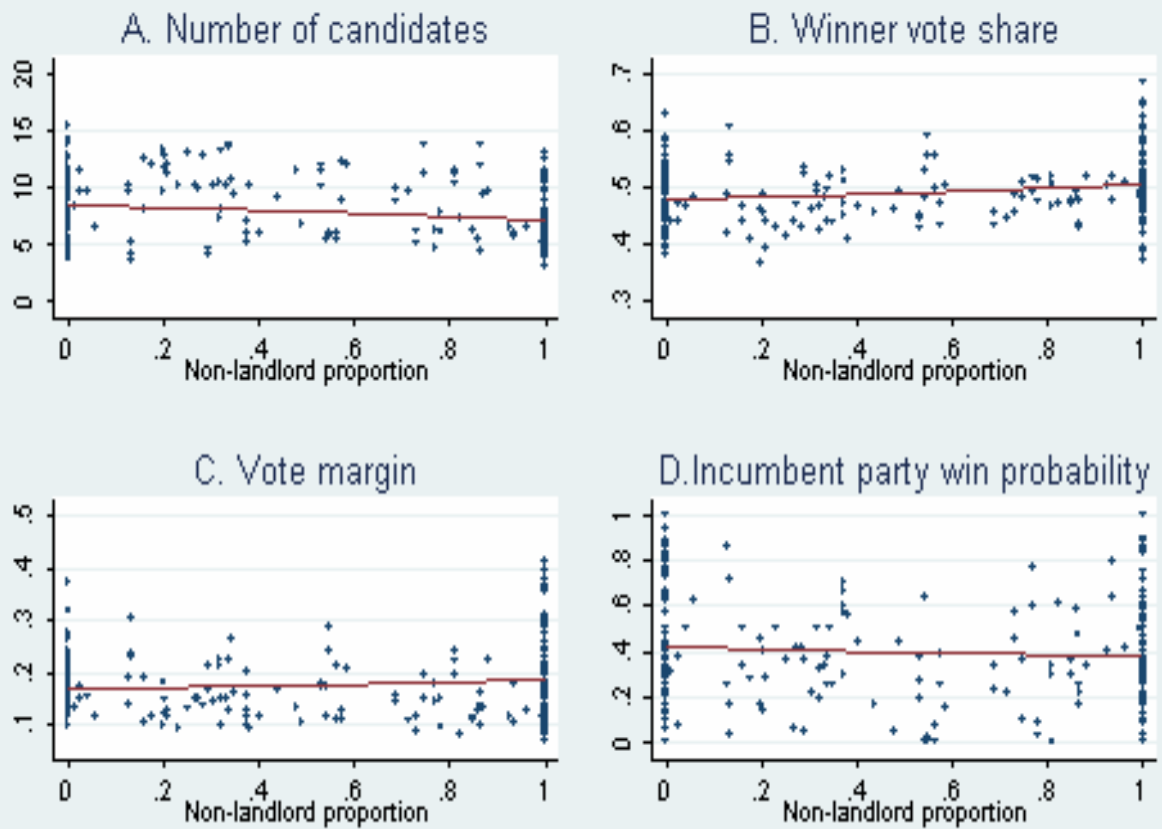 A. Number of candidates
20
15
10
5
0
0 .2 .4 .6 .8 1
Non-landlord proportion
B. Winner vote share
.7
.6
.5
.4
.3
0 .2 .4 .6 .8 1
Non-landlord proportion
C. Vote margin
.5
.4
.3
.2
.1
0 .2 .4 .6 .8 1
Non-landlord proportion
D.Incumbent party win probability
1
.8
.6
.4
.2
0
0 .2 .4 .6 .8 1
Non-landlord proportion